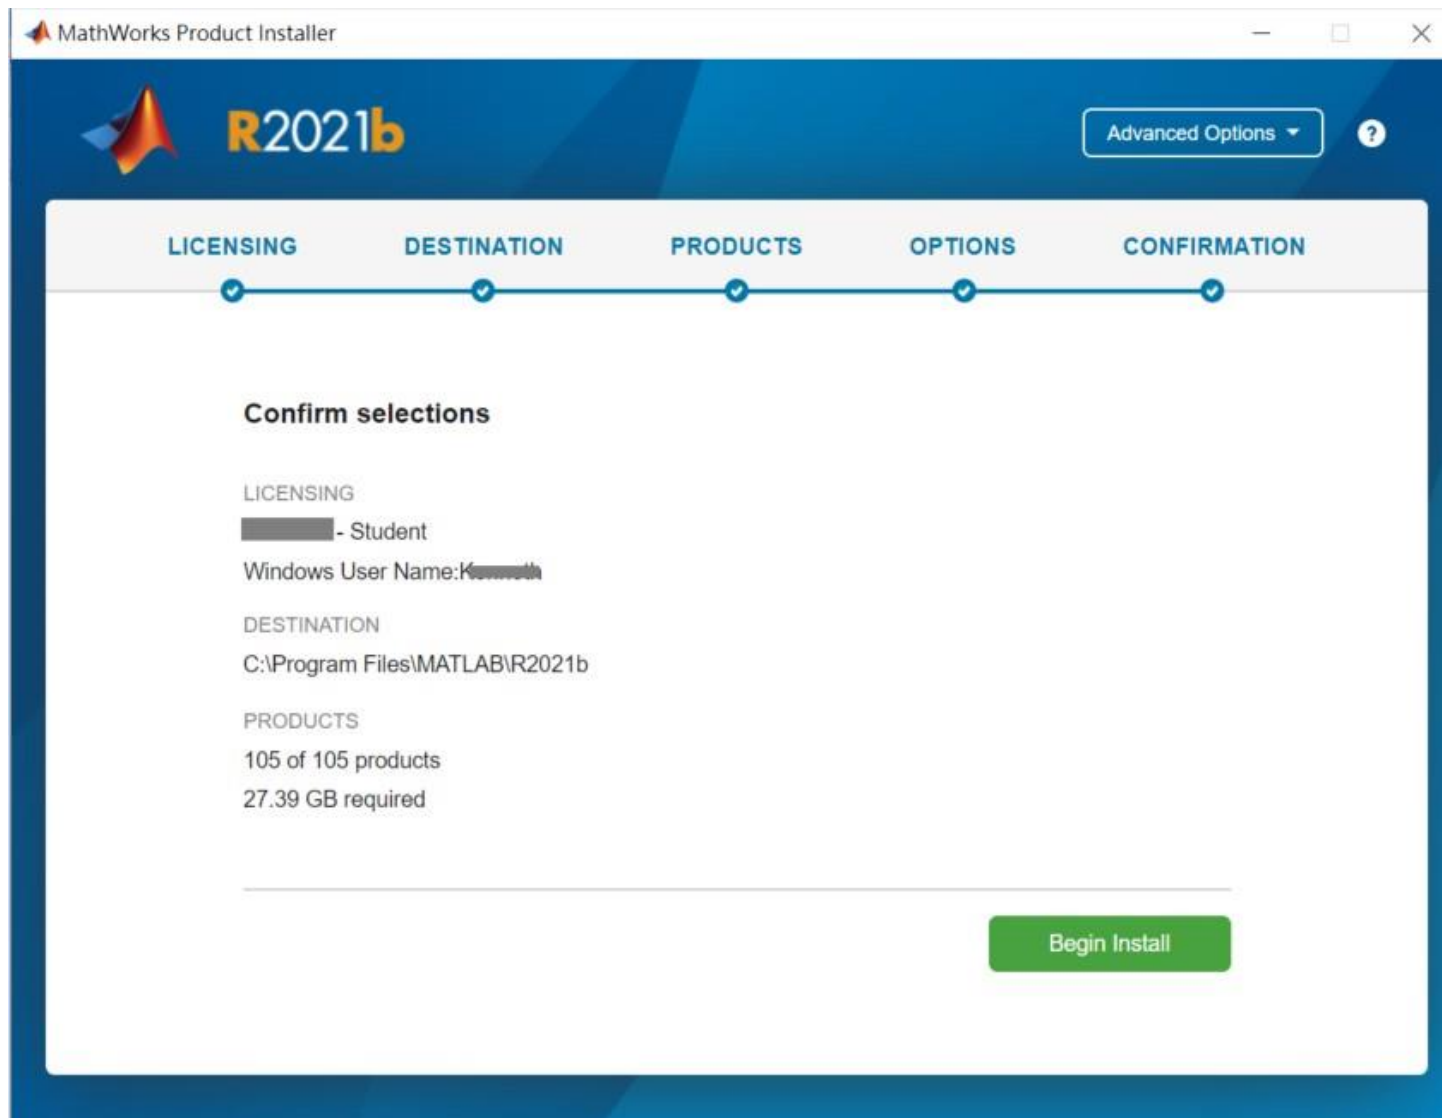 MathWorks Product Installer
R2021b
Advanced Options
?
LICENSING DESTINATION PRODUCTS OPTIONS CONFIRMATION
Confirm selections
LICENSING
- Student
Windows User Name:
DESTINATION
C:\Program Files\MATLAB\R2021b
PRODUCTS
105 of 105 products
27.39 GB required
Begin Install